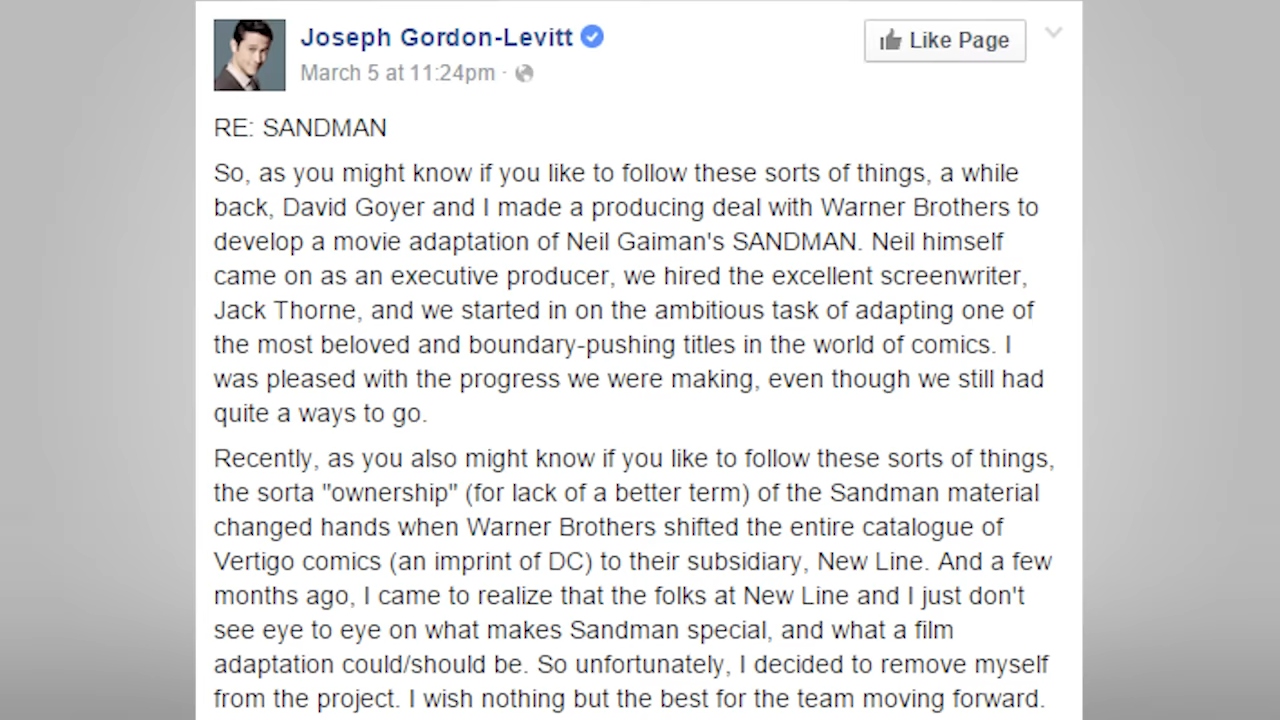 Joseph Gordon-Levitt
Like Page
March 5 at 11:24pm ·
RE: SANDMAN
So, as you might know if you like to follow these sorts of things, a while
back, David Goyer and I made a producing deal with Warner Brothers to
develop a movie adaptation of Neil Gaiman's SANDMAN. Neil himself
came on as an executive producer, we hired the excellent screenwriter,
Jack Thorne, and we started in on the ambitious task of adapting one of
the most beloved and boundary-pushing titles in the world of comics. I
was pleased with the progress we were making, even though we still had
quite a ways to go.
Recently, as you also might know if you like to follow these sorts of things,
the sorta "ownership" (for lack of a better term) of the Sandman material
changed hands when Warner Brothers shifted the entire catalogue of
Vertigo comics (an imprint of DC) to their subsidiary, New Line. And a few
months ago, I came to realize that the folks at New Line and I just don't
see eye to eye on what makes Sandman special, and what a film
adaptation could/should be. So unfortunately, I decided to remove myself
from the project. I wish nothing but the best for the team moving forward.